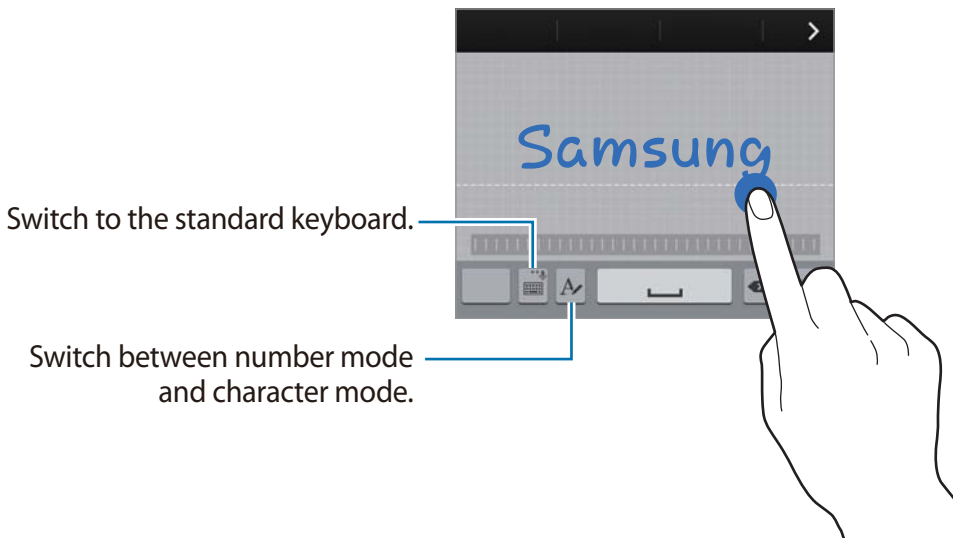 Samsung
Switch to the standard keyboard.
A
Switch between number mode
and character mode.